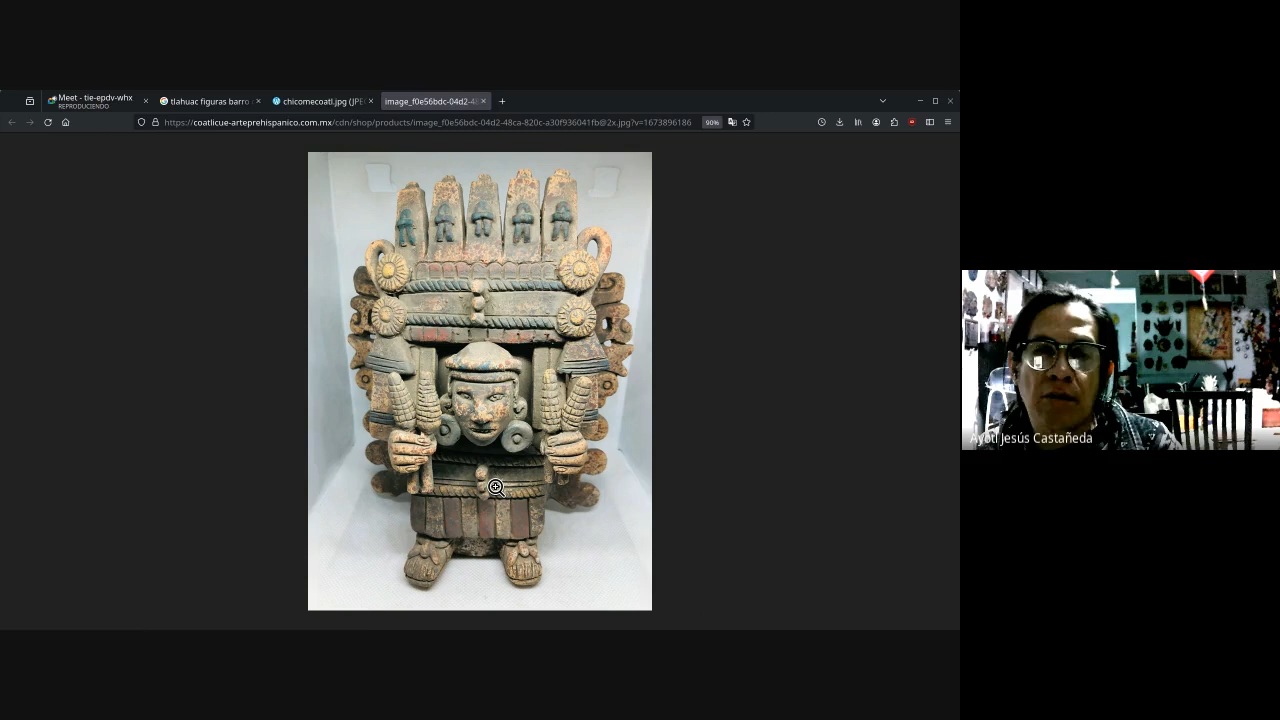 Meet - tie-epdv-whx
REPRODUCIENDO
tlahuac figuras barro
chicomecoatl.jpg (JPE
image_f0e56bdc-04d2-48
https://coatlicue-arteprehispanico.com.mx/cdn/shop/products/image_f0e56bdc-04d2-48ca-820c-a30f936041fb@2x.jpg?v=1673896186
90%
Ayotl Jesús Castañeda